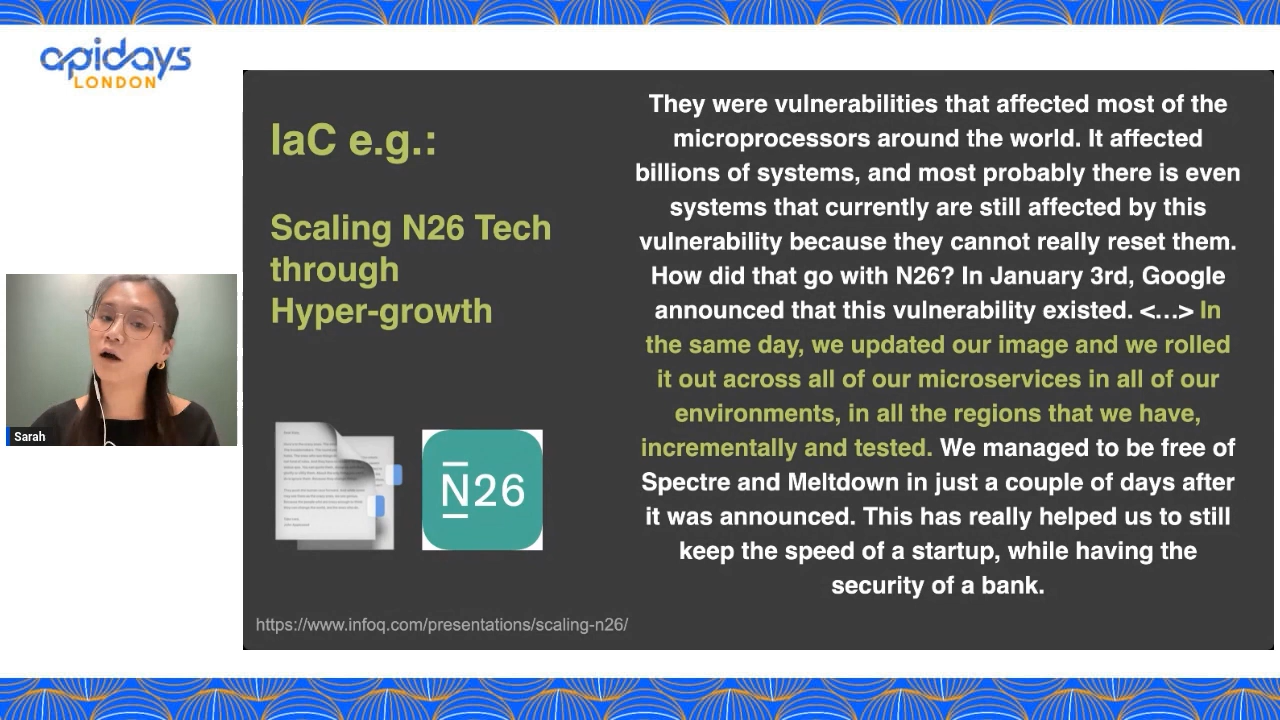 apidays
LONDON
IaC e.g.:
Scaling N26 Tech
through
Hyper-growth
N26
https://www.infoq.com/presentations/scaling-n26/
They were vulnerabilities that affected most of the
microprocessors around the world. It affected
billions of systems, and most probably there is even
systems that currently are still affected by this
vulnerability because they cannot really reset them.
How did that go with N26? In January 3rd, Google
announced that this vulnerability existed. <...> In
the same day, we updated our image and we rolled
it out across all of our microservices in all of our
environments, in all the regions that we have,
incrementally and tested. We managed to be free of
Spectre and Meltdown in just a couple of days after
it was announced. This has really helped us to still
keep the speed of a startup, while having the
security of a bank.
Sarah